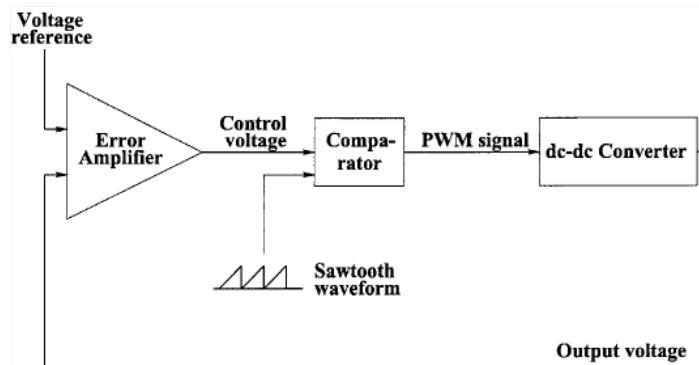 Voltage
reference
Error
Amplifier
Control
voltage
Compa-
rator
PWM signal
dc-dc Converter
Sawtooth
waveform
Output voltage